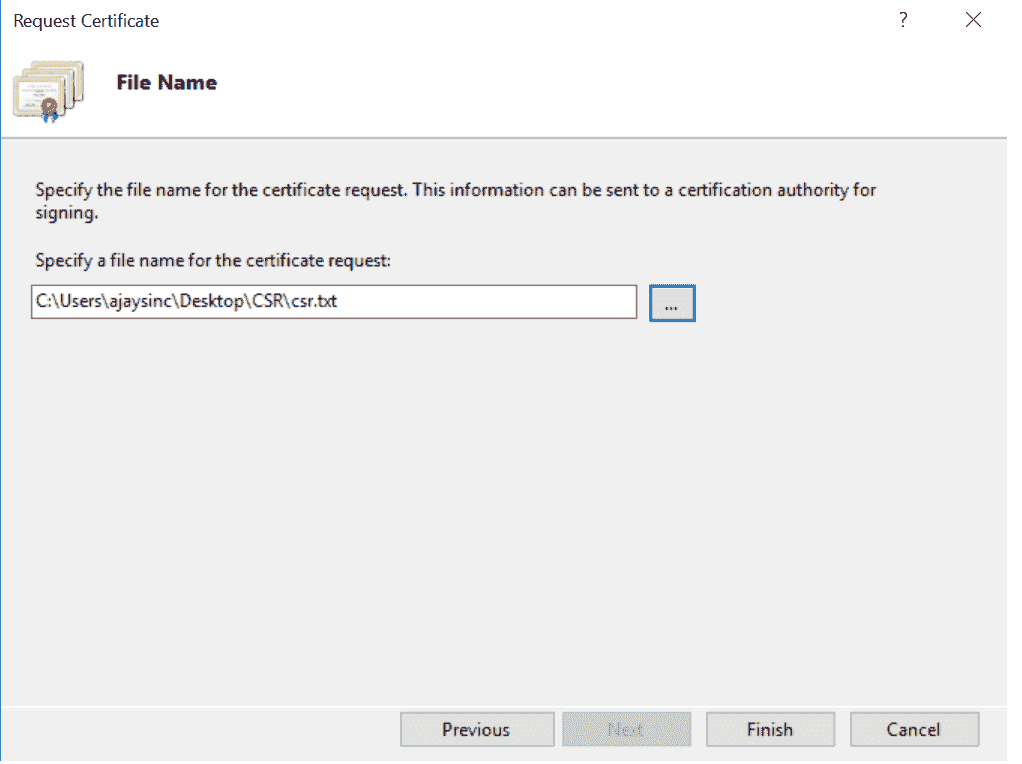 Request Certificate
?
File Name
Specify the file name for the certificate request. This information can be sent to a certification authority for
signing.
Specify a file name for the certificate request:
C:\Users\ajaysinc\Desktop\CSR\csr.txt
...
Previous
Next
Finish
Cancel